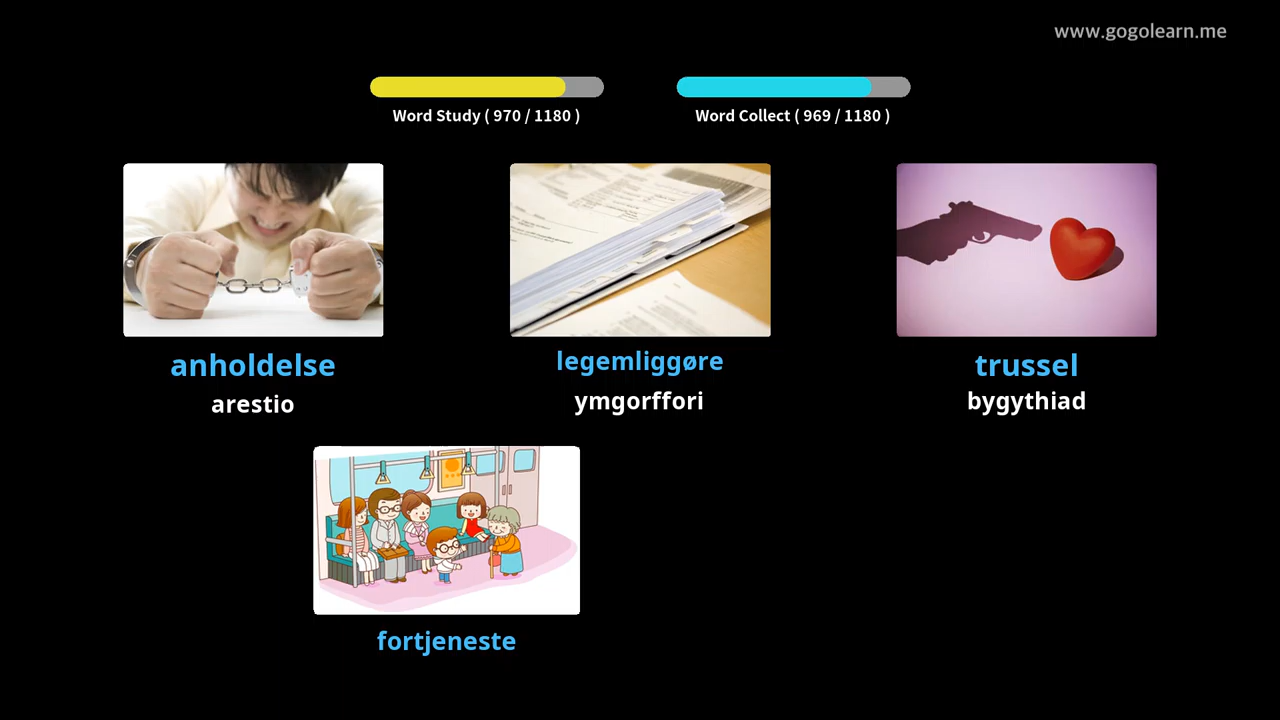 www.gogolearn.me
Word Study ( 970 / 1180 )
Word Collect ( 969 / 1180 )
anholdelse
arestio
legemliggøre
ymgorffori
trussel
bygythiad
fortjeneste